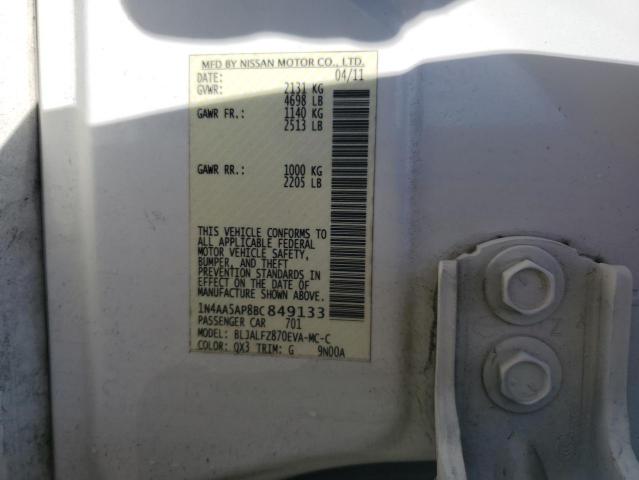 MFD BY NISSAN MOTOR CO., LTD.
DATE: 04/11
GVWR: 2131 KG
4698 LB
GAWR FR.: 1140 KG
2513 LB
GAWR RR.: 1000 KG
2205 LB
THIS VEHICLE CONFORMS TO
ALL APPLICABLE FEDERAL
MOTOR VEHICLE SAFETY,
BUMPER, AND THEFT
PREVENTION STANDARDS IN
EFFECT ON THE DATE OF
MANUFACTURE SHOWN ABOVE.
1N4AA5AP8BC849133
PASSENGER CAR 701
MODEL: BLJALFZ870EVA-MC-C
COLOR: QX3 TRIM: G 9N00A